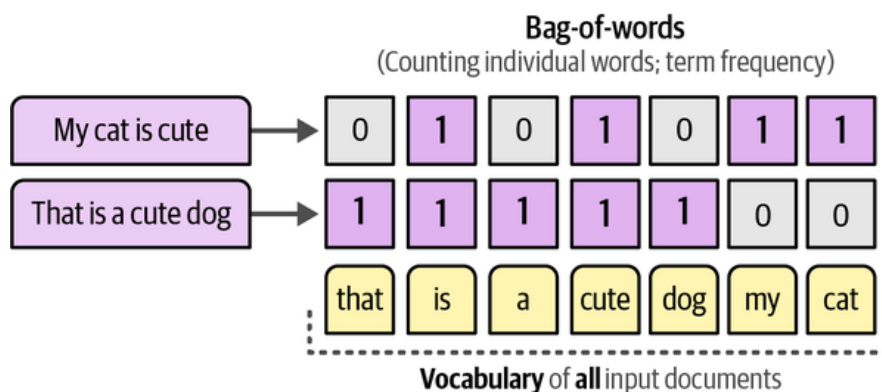 Bag-of-words
(Counting individual words; term frequency)
My cat is cute
0 1 0 1 0 1 1
That is a cute dog
1 1 1 1 1 0 0
that is a cute dog my cat
Vocabulary of all input documents